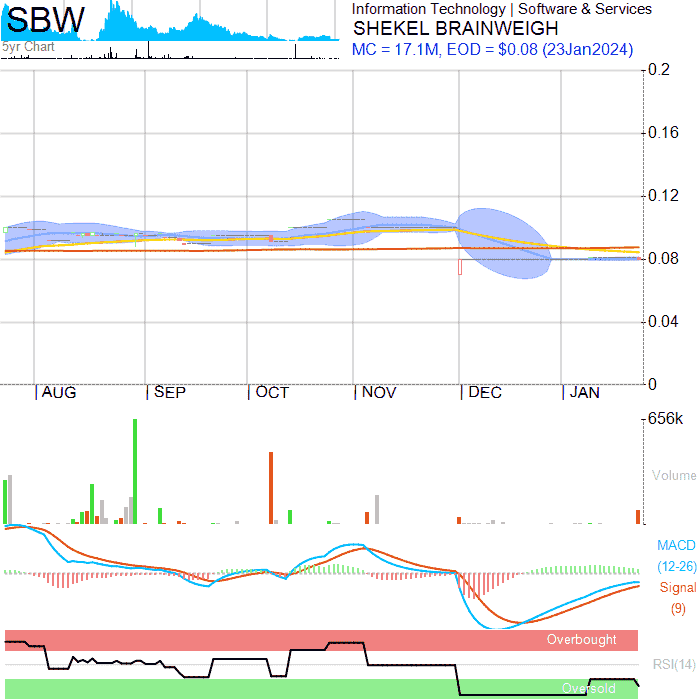 SBW
5yr Chart
Information Technology | Software & Services
SHEKEL BRAINWEIGH
MC = 17.1M, EOD = $0.08 (23Jan2024)
0.2
0.16
0.12
0.08
0.04
0
AUG SEP OCT NOV DEC JAN
656k
Volume
MACD
(12-26)
Signal
(9)
Overbought
RSI(14)
Oversold